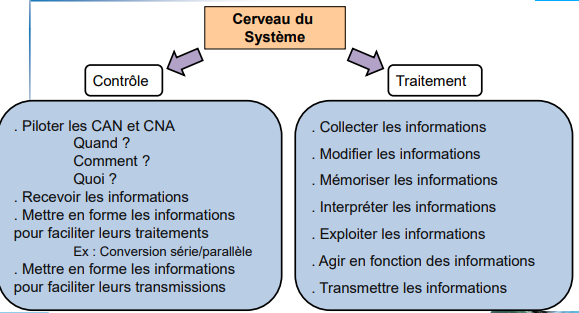 Cerveau du
Système
Contrôle
Traitement
. Piloter les CAN et CNA
Quand ?
Comment ?
Quoi ?
. Recevoir les informations
. Mettre en forme les informations
pour faciliter leurs traitements
Ex : Conversion série/parallèle
. Mettre en forme les informations
pour faciliter leurs transmissions
. Collecter les informations
. Modifier les informations
. Mémoriser les informations
. Interpréter les informations
. Exploiter les informations
. Agir en fonction des informations
. Transmettre les informations